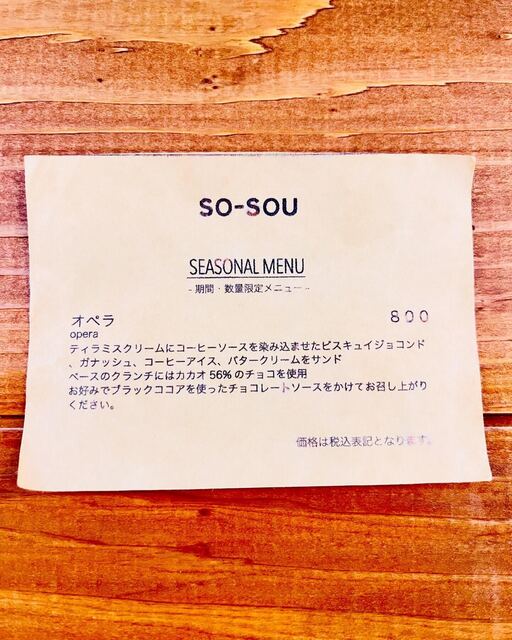 SO-SOU
SEASONAL MENU
- 期間・数量限定メニュー -
オペラ 800
opera
ティラミスクリームにコーヒーソースを染み込ませたビスキュイジョコンド
、ガナッシュ、コーヒーアイス、バタークリームをサンド
ベースのクランチにはカカオ 56% のチョコを使用
お好みでブラックココアを使ったチョコレートソースをかけてお召し上がり
ください。
価格は税込表記となります。